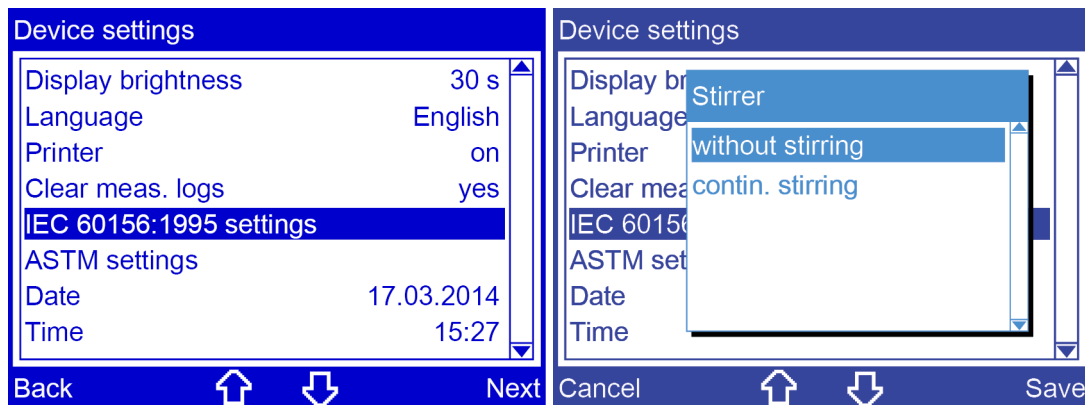 Device settings
Display brightness 30 s
Language English
Printer on
Clear meas. logs yes
IEC 60156:1995 settings
ASTM settings
Date 17.03.2014
Time 15:27
Back Next
Device settings
Display br
Language
Printer
Clear mea
IEC 60156
ASTM set
Date
Time
Stirrer
without stirring
contin. stirring
Cancel Save